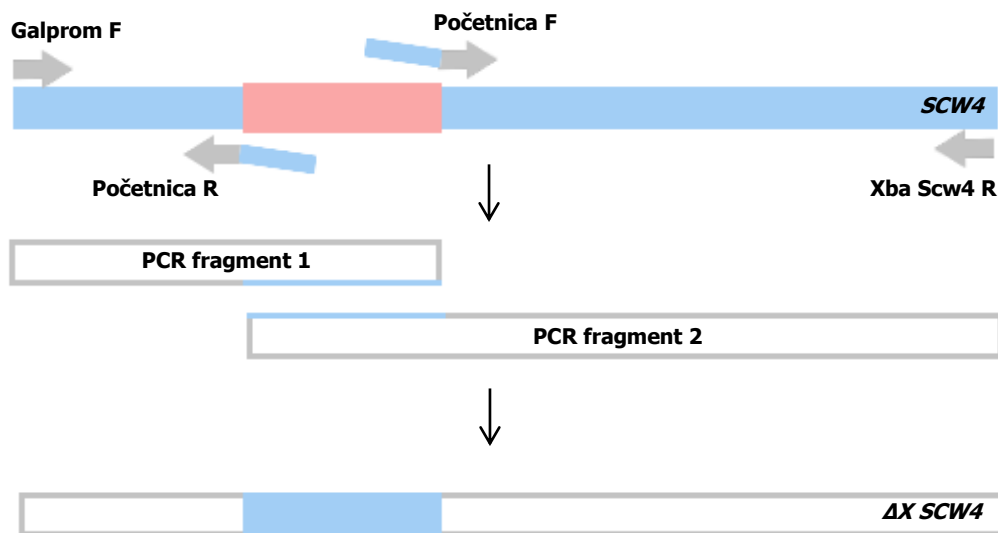 Galprom F
Početnica F
SCW4
Početnica R
Xba Scw4 R
PCR fragment 1
PCR fragment 2
ΔX SCW4